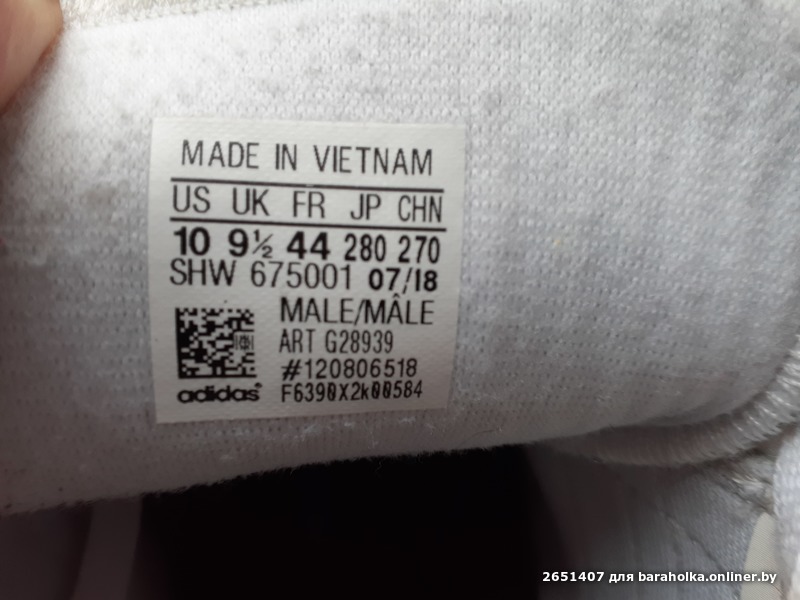 MADE IN VIETNAM
US UK FR JP CHN
10 9½ 44 280 270
SHW 675001 07/18
MALE/MÂLE
ART G28939
#120806518
adidas® F6390X2k00584
2651407 для baraholka.onliner.by